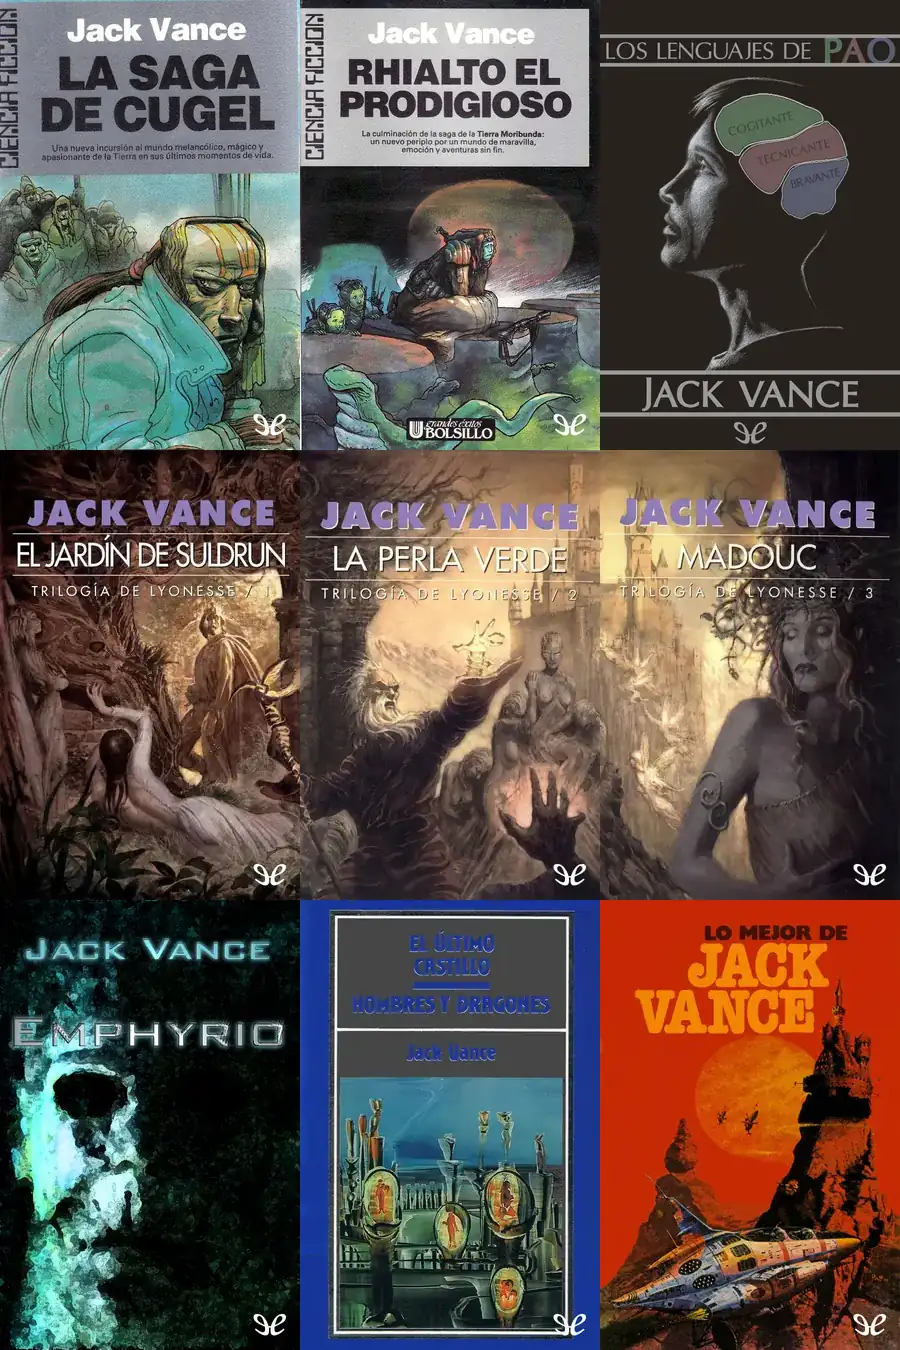 CIENCIA FICCION
Jack Vance
LA SAGA
DE CUGEL
Una nueva incursión al mundo melancólico, mágico y
apasionante de la Tierra en sus últimos momentos de vida.
CIENCIA FICCION
Jack Vance
RHIALTO EL
PRODIGIOSO
La culminación de la saga de la Tierra Moribunda:
un nuevo periplo por un mundo de maravilla,
emoción y aventuras sin fin.
grandes éxitos
BOLSILLO
LOS LENGUAJES DE PAO
COGITANTE
TECNICANTE
BRAVANTE
JACK VANCE
JACK VANCE
EL JARDÍN DE SULDRUN
TRILOGÍA DE LYONESSE / 1
JACK VANCE
LA PERLA VERDE
TRILOGÍA DE LYONESSE / 2
JACK VANCE
MADOUC
TRILOGÍA DE LYONESSE / 3
JACK VANCE
EMPHYRIO
EL ÚLTIMO
CASTILLO
HOMBRES Y DRAGONES
Jack Vance
LO MEJOR DE
JACK
VANCE